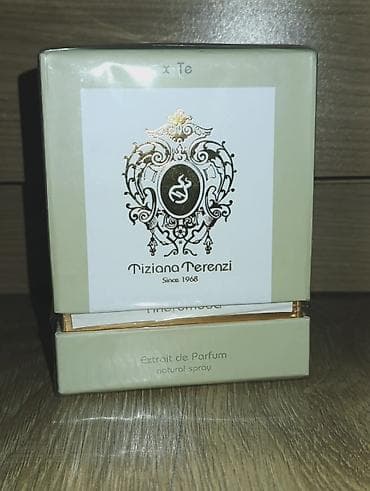 x Te
Tiziana Terenzi
Since 1968
Extrait de Parfum
natural spray